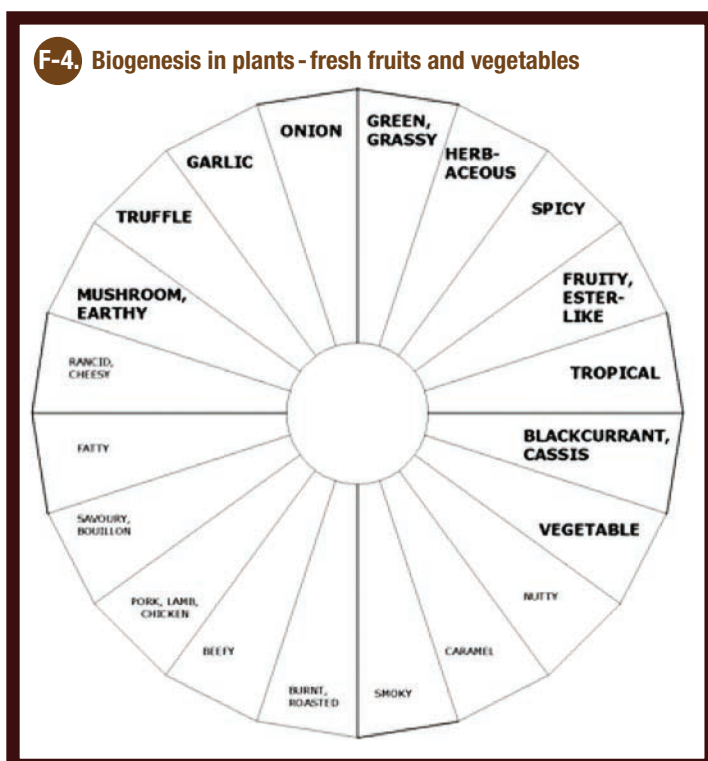 F-4. Biogenesis in plants - fresh fruits and vegetables
ONION
GREEN,
GRASSY
HERB-
ACEOUS
SPICY
FRUITY,
ESTER-
LIKE
TROPICAL
BLACKCURRANT,
CASSIS
VEGETABLE
NUTTY
CARAMEL
SMOKY
BURNT,
ROASTED
BEEFY
PORK, LAMB,
CHICKEN
SAVOURY,
BOUILLON
FATTY
RANCID,
CHEESY
MUSHROOM,
EARTHY
TRUFFLE
GARLIC